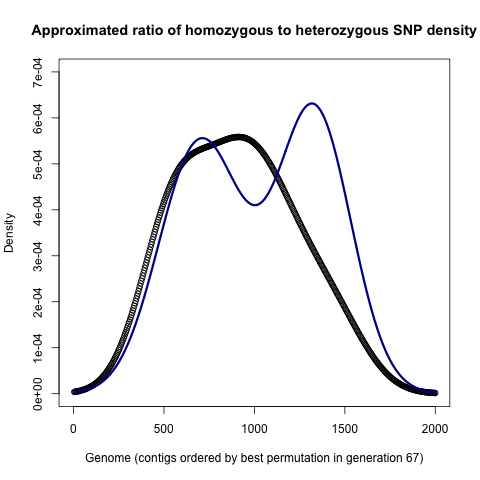 Approximated ratio of homozygous to heterozygous SNP density
Density
7e-04
6e-04
5e-04
4e-04
3e-04
2e-04
1e-04
0e+00
0 500 1000 1500 2000
Genome (contigs ordered by best permutation in generation 67)